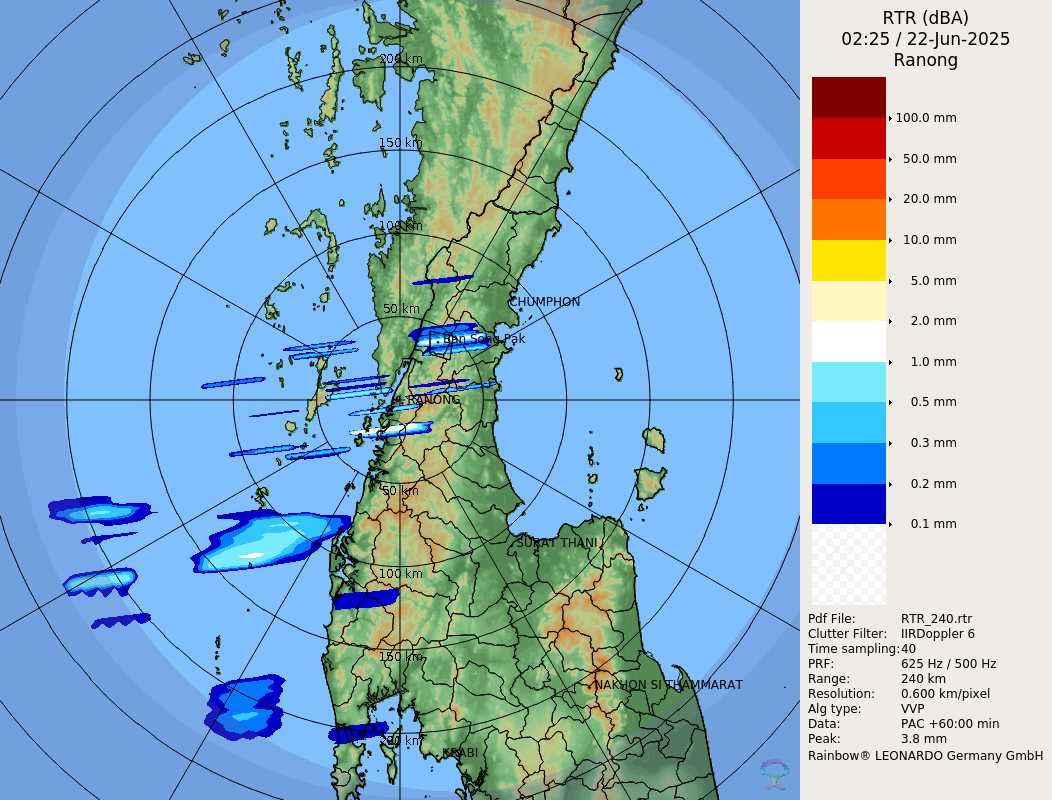 RTR (dBA)
02:25 / 22-Jun-2025
Ranong
100.0 mm
50.0 mm
20.0 mm
10.0 mm
5.0 mm
2.0 mm
1.0 mm
0.5 mm
0.3 mm
0.2 mm
0.1 mm
Pdf File: RTR_240.rtr
Clutter Filter: IIRDoppler 6
Time sampling:40
PRF: 625 Hz / 500 Hz
Range: 240 km
Resolution: 0.600 km/pixel
Alg type: VVP
Data: PAC +60:00 min
Peak: 3.8 mm
Rainbow® LEONARDO Germany GmbH
200 km
150 km
100 km
50 km
CHUMPHON
Ban Song Pak
RANONG
50 km
SURAT THANI
100 km
150 km
NAKHON SI THAMMARAT
200 km
KRABI